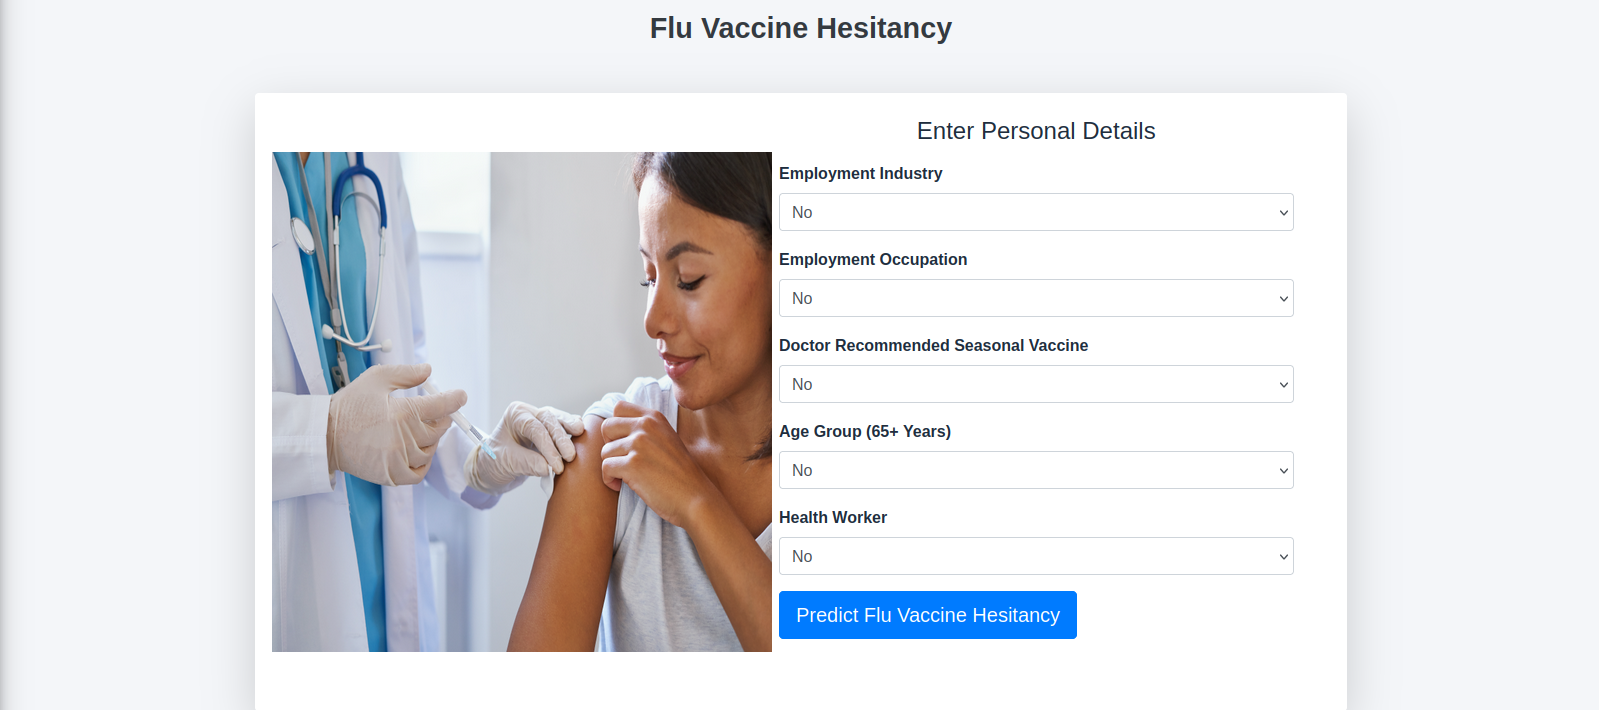 Flu Vaccine Hesitancy
Enter Personal Details
Employment Industry
No
Employment Occupation
No
Doctor Recommended Seasonal Vaccine
No
Age Group (65+ Years)
No
Health Worker
No
Predict Flu Vaccine Hesitancy